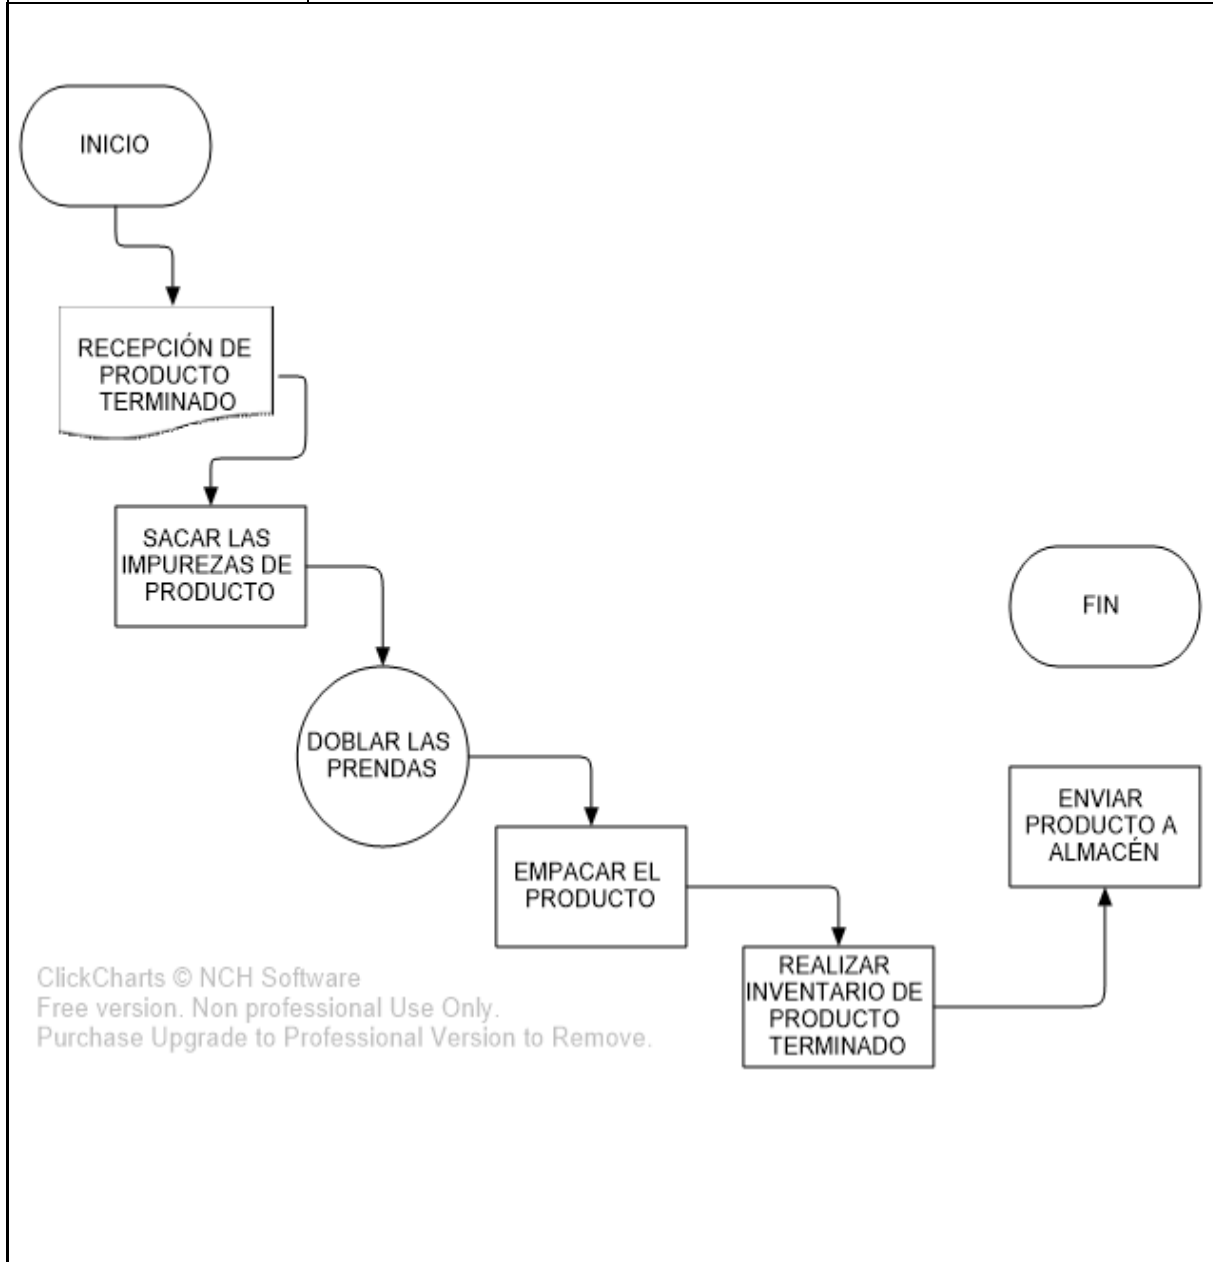 INICIO
RECEPCIÓN DE
PRODUCTO
TERMINADO
SACAR LAS
IMPUREZAS DE
PRODUCTO
DOBLAR LAS
PRENDAS
EMPACAR EL
PRODUCTO
REALIZAR
INVENTARIO DE
PRODUCTO
TERMINADO
ENVIAR
PRODUCTO A
ALMACÉN
FIN
ClickCharts © NCH Software
Free version. Non professional Use Only.
Purchase Upgrade to Professional Version to Remove.